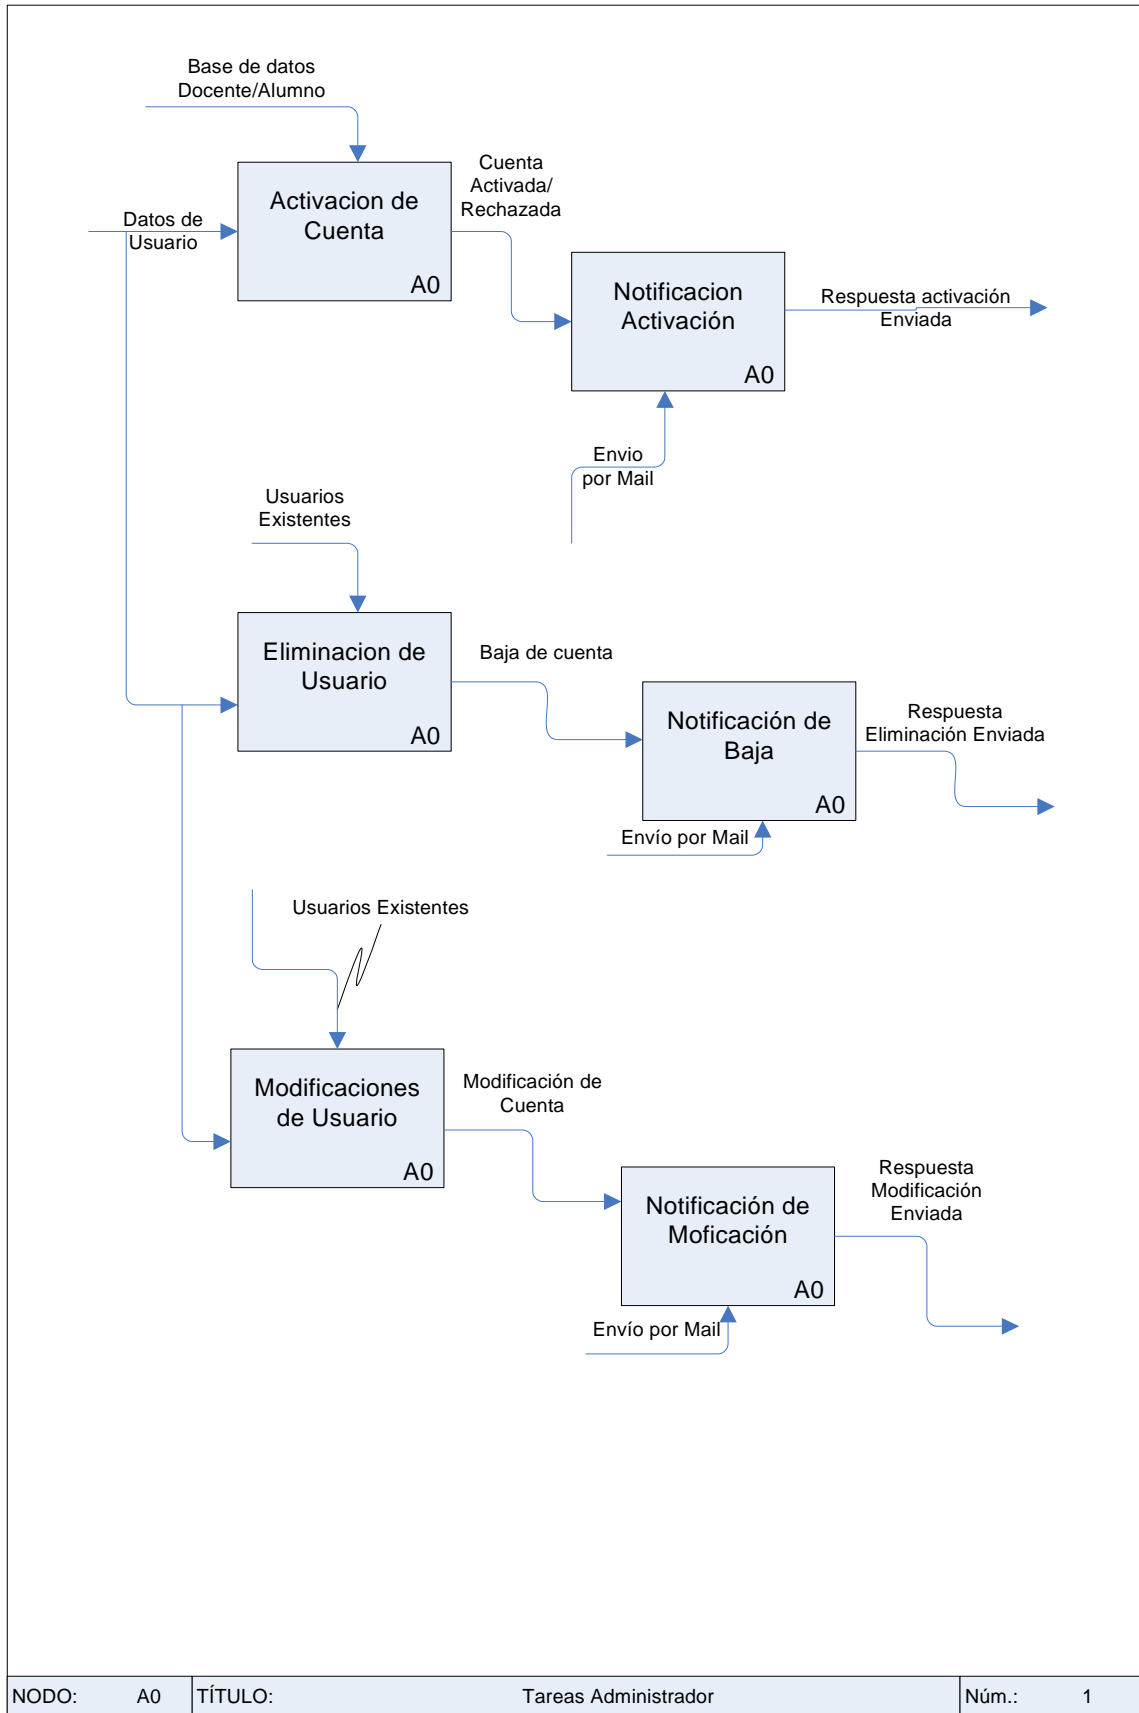 Base de datos
Docente/Alumno
Activacion de
Cuenta
A0
Datos de
Usuario
Cuenta
Activada/
Rechazada
Notificacion
Activación
A0
Respuesta activación
Enviada
Envio
por Mail
Usuarios
Existentes
Eliminacion de
Usuario
A0
Baja de cuenta
Notificación de
Baja
A0
Respuesta
Eliminación Enviada
Envío por Mail
Usuarios Existentes
Modificaciones
de Usuario
A0
Modificación de
Cuenta
Notificación de
Moficación
A0
Respuesta
Modificación
Enviada
Envío por Mail
NODO: A0 TÍTULO: Tareas Administrador Núm.: 1